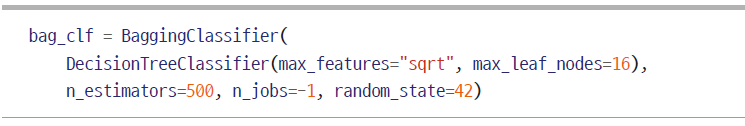 bag_clf = BaggingClassifier(
    DecisionTreeClassifier(max_features="sqrt", max_leaf_nodes=16),
    n_estimators=500, n_jobs=-1, random_state=42)